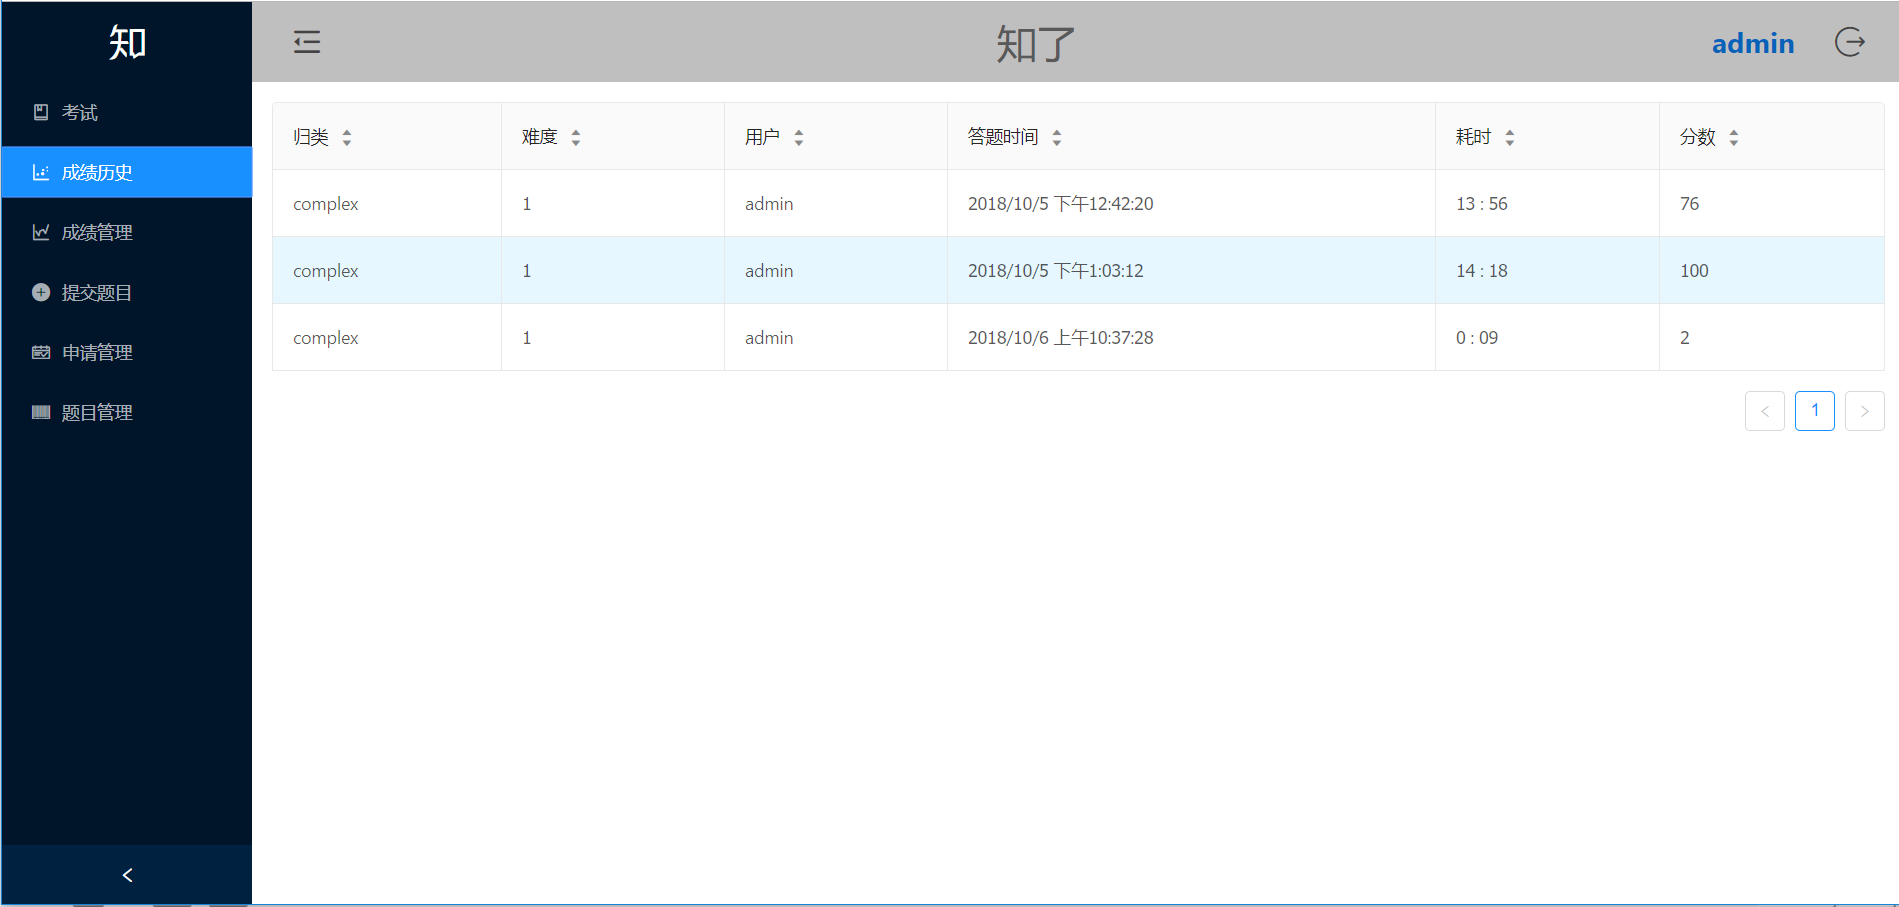 知
知了
admin
考试
成绩历史
成绩管理
提交题目
申请管理
题目管理
归类 难度 用户 答题时间 耗时 分数
complex 1 admin 2018/10/5 下午12:42:20 13 : 56 76
complex 1 admin 2018/10/5 下午1:03:12 14 : 18 100
complex 1 admin 2018/10/6 上午10:37:28 0 : 09 2
1